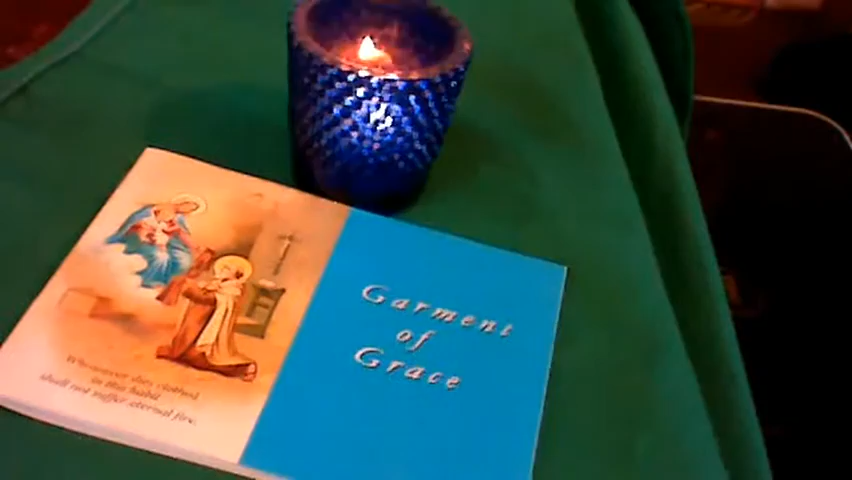 Whosoever dies clothed
in this habit
shall not suffer eternal fire.
Garment
of
Grace